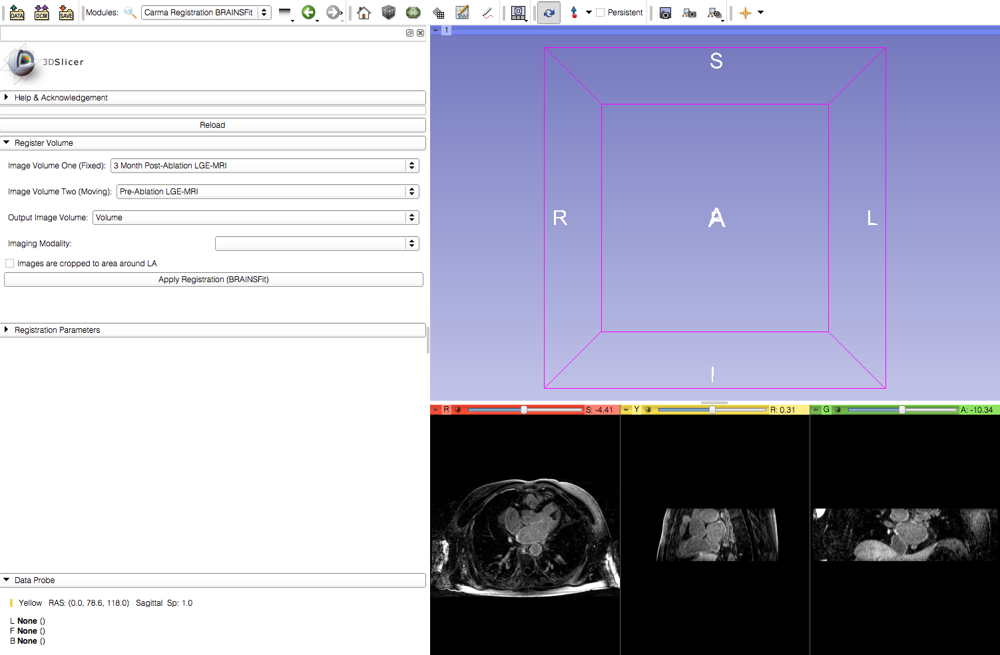 DATA DCM SAVE Modules: Carma Registration BRAINSFit Persistent
1
3DSlicer
Help & Acknowledgement
Reload
Register Volume
Image Volume One (Fixed): 3 Month Post-Ablation LGE-MRI
Image Volume Two (Moving): Pre-Ablation LGE-MRI
Output Image Volume: Volume
Imaging Modality:
Images are cropped to area around LA
Apply Registration (BRAINSFit)
Registration Parameters
Data Probe
Yellow RAS: (0.0, 78.6, 118.0) Sagittal Sp: 1.0
L None ()
F None ()
B None ()
S
R A L
I
R S: -4.41 Y R: 0.31 G A: -10.34